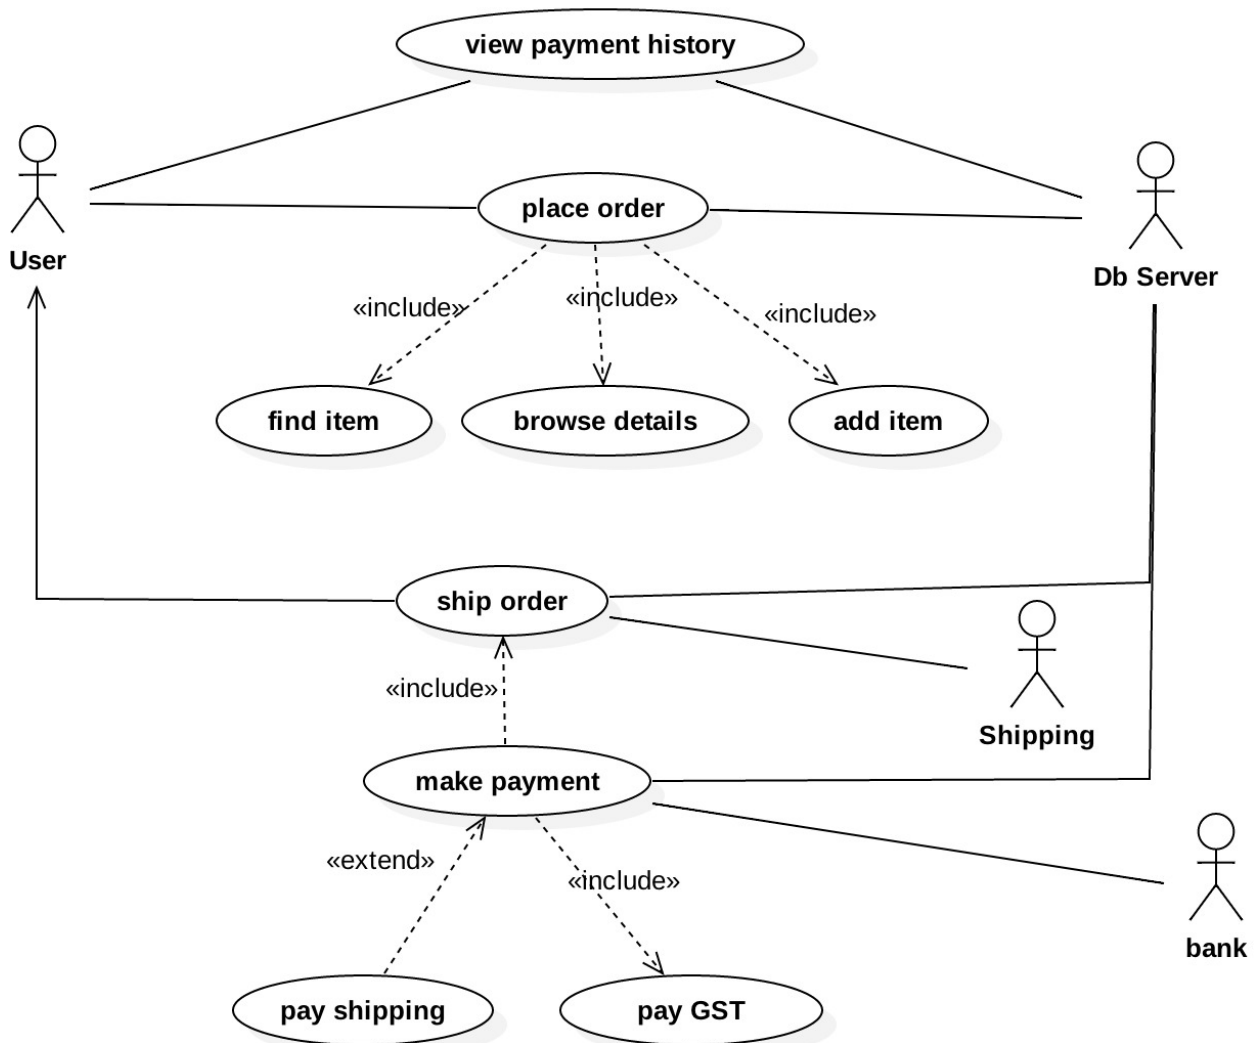 view payment history
place order
User
Db Server
«include»
«include»
«include»
find item
browse details
add item
ship order
«include»
Shipping
make payment
«extend»
«include»
bank
pay shipping
pay GST